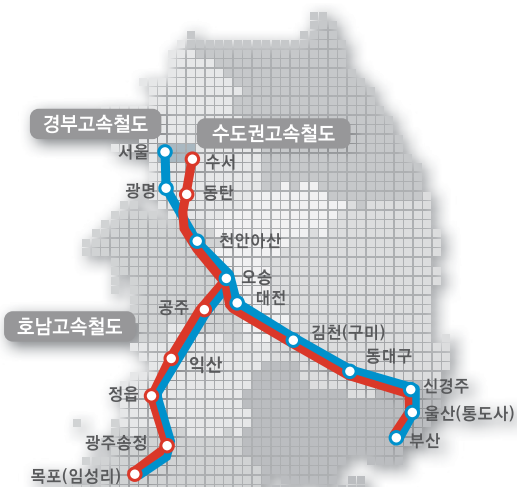 경부고속철도
수도권고속철도
서울
수서
광명
동탄
천안아산
오송
대전
공주
호남고속철도
김천(구미)
동대구
익산
신경주
정읍
울산(통도사)
부산
광주송정
목포(임성리)